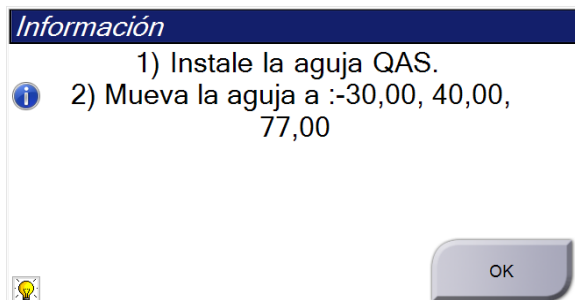 Información
1) Instale la aguja QAS.
2) Mueva la aguja a :-30,00, 40,00,
77,00
OK